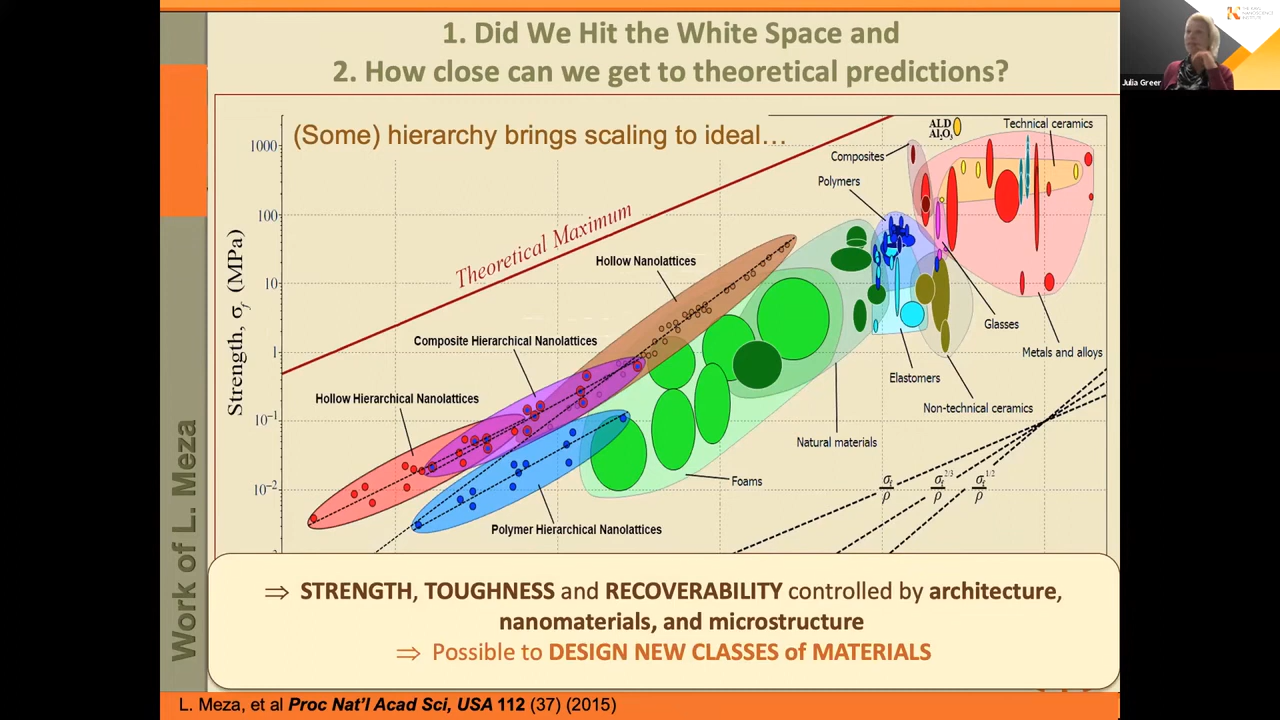 1. Did We Hit the White Space and
2. How close can we get to theoretical predictions?
(Some) hierarchy brings scaling to ideal…
Theoretical Maximum
Strength, σf (MPa)
1000
100
10
1
10⁻¹
10⁻²
ALD
Al₂O₃
Technical ceramics
Composites
Polymers
Hollow Nanolattices
Composite Hierarchical Nanolattices
Hollow Hierarchical Nanolattices
Polymer Hierarchical Nanolattices
Foams
Natural materials
Elastomers
Glasses
Metals and alloys
Non-technical ceramics
σf/ρ
σf^2/3/ρ
σf^1/2/ρ
⇒ STRENGTH, TOUGHNESS and RECOVERABILITY controlled by architecture,
nanomaterials, and microstructure
⇒ Possible to DESIGN NEW CLASSES of MATERIALS
Work of L. Meza
L. Meza, et al Proc Nat'l Acad Sci, USA 112 (37) (2015)
Julia Greer